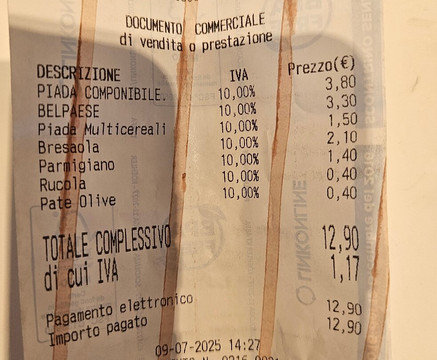 DOCUMENTO COMMERCIALE
di vendita o prestazione
DESCRIZIONE IVA Prezzo(€)
PIADA COMPONIBILE. 10,00% 3,80
BELPAESE 10,00% 3,30
Piada Multicereali 10,00% 1,50
Bresaola 10,00% 2,10
Parmigiano 10,00% 1,40
Rucola 10,00% 0,40
Pate Olive 10,00% 0,40
TOTALE COMPLESSIVO 12,90
di cui IVA 1,17
Pagamento elettronico 12,90
Importo pagato 12,90
09-07-2025 14:27